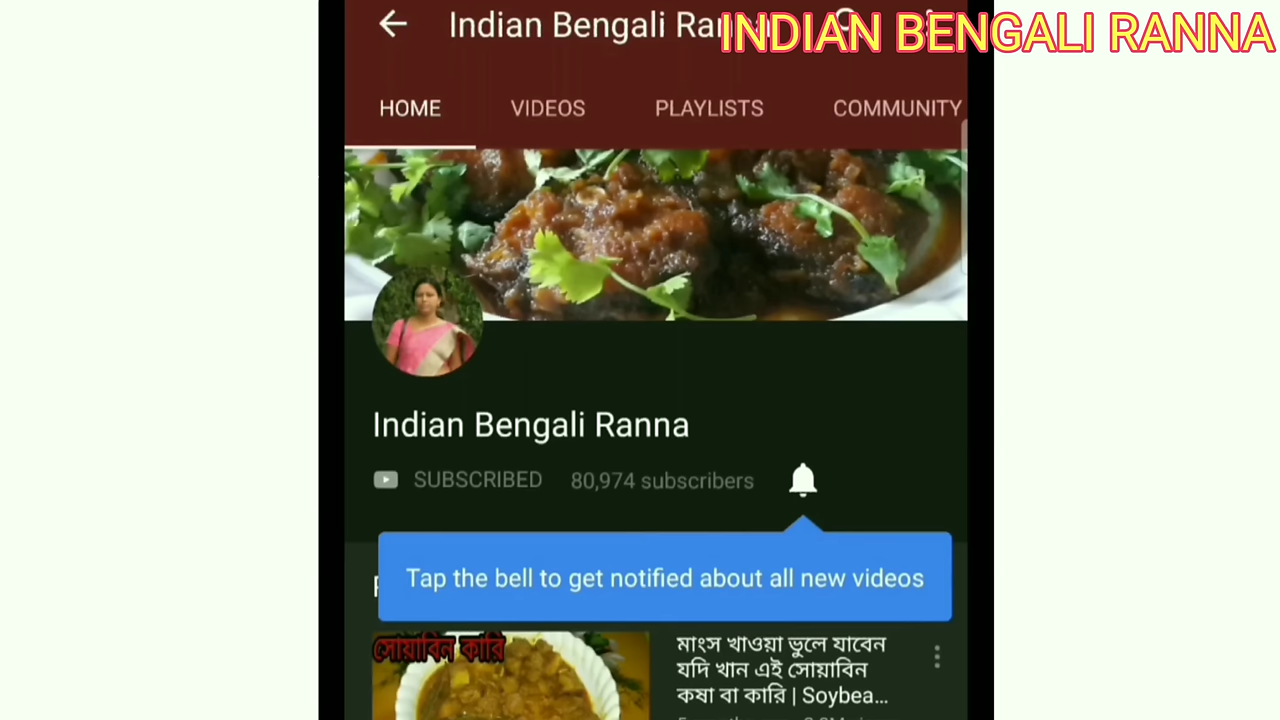 Indian Bengali
INDIAN BENGALI RANNA
HOME VIDEOS PLAYLISTS COMMUNITY
Indian Bengali Ranna
SUBSCRIBED 80,974 subscribers
Tap the bell to get notified about all new videos
সোয়াবিন কারি
মাংস খাওয়া ভুলে যাবেন
যদি খান এই সোয়াবিন
কষা বা কারি | Soybea...